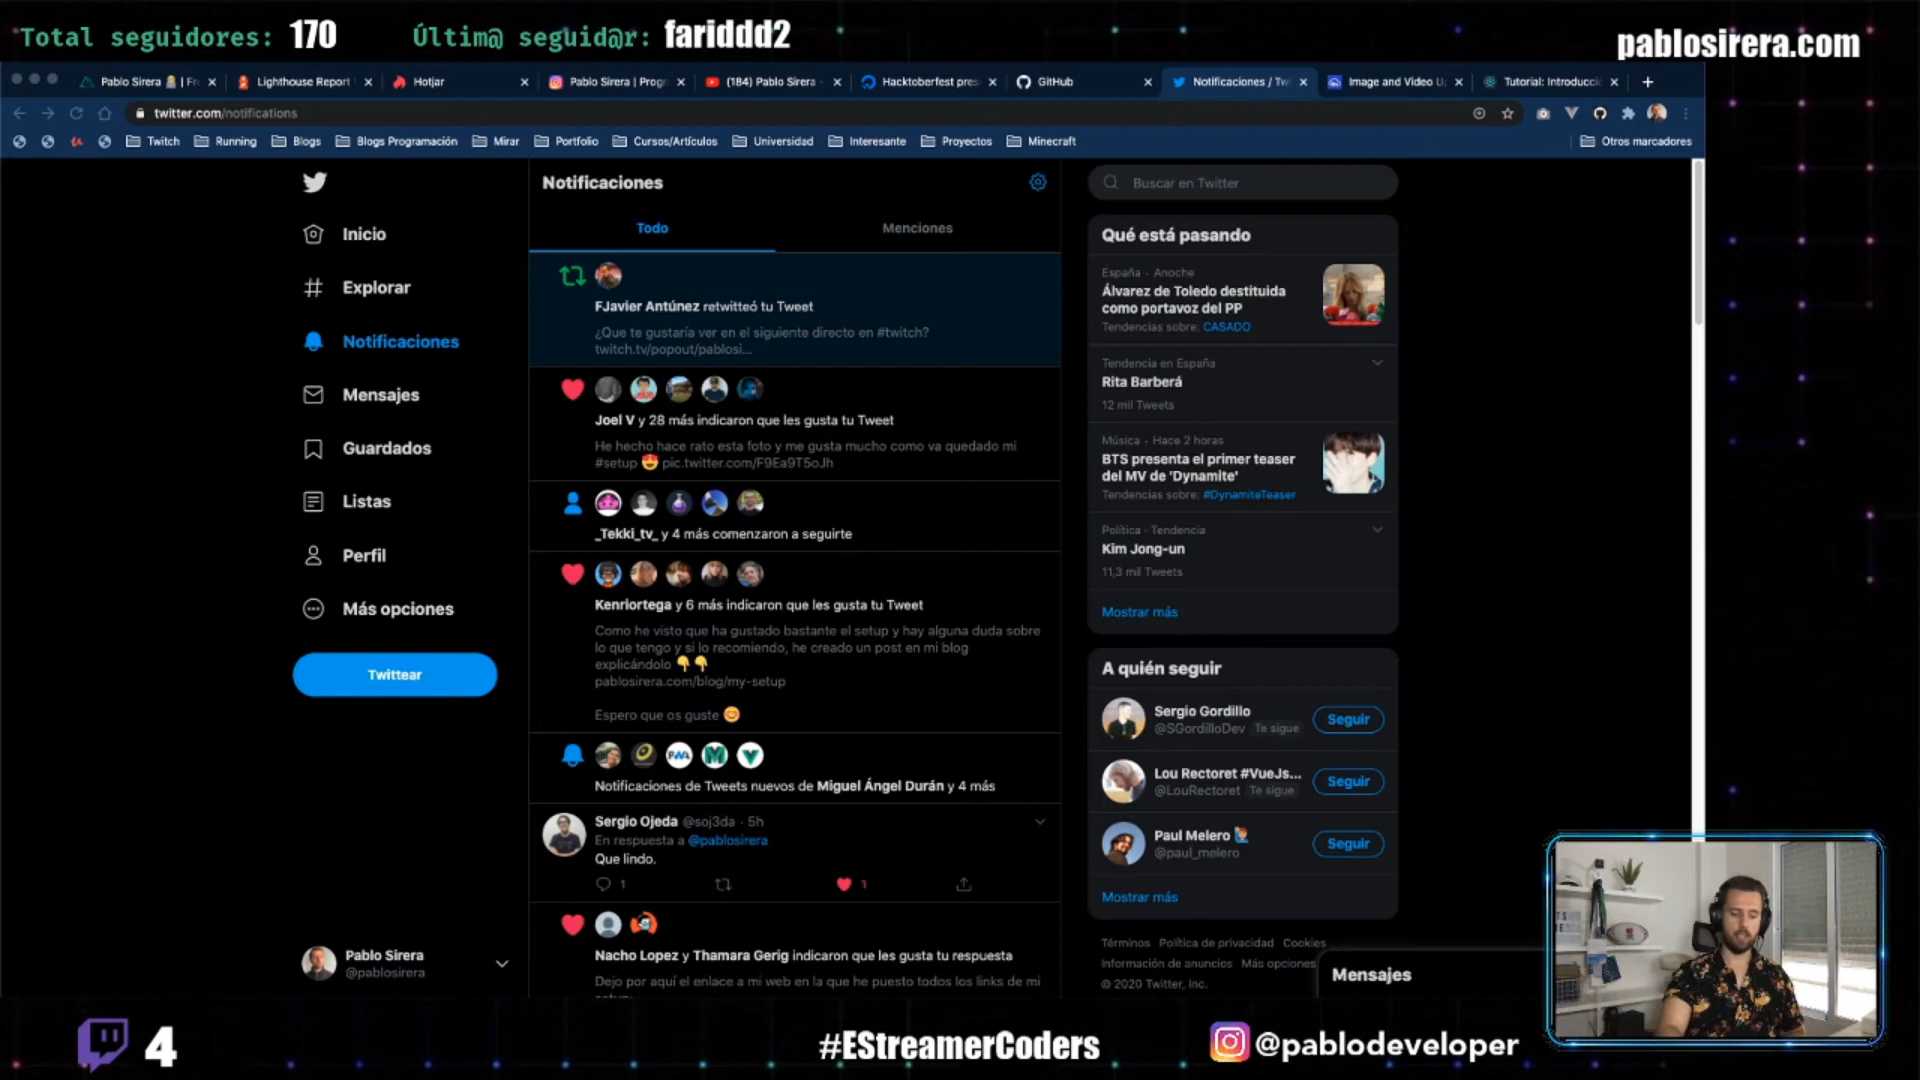 Total seguidores: 170
Últim@ seguid@r: fariddd2
pablosirera.com
Pablo Sirera
Lighthouse Report
Hotjar
Pablo Sirera | Prog
(184) Pablo Sirera -
Hacktoberfest pres
GitHub
Notificaciones / Tw
Image and Video U
Tutorial: Introducci
twitter.com/notifications
Twitch
Running
Blogs
Blogs Programación
Mirar
Portfolio
Cursos/Artículos
Universidad
Interesante
Proyectos
Minecraft
Otros marcadores
Inicio
Explorar
Notificaciones
Mensajes
Guardados
Listas
Perfil
Más opciones
Twittear
Pablo Sirera
@pablosirera
Notificaciones
Todo
Menciones
FJavier Antúnez retwitteó tu Tweet
¿Que te gustaría ver en el siguiente directo en #twitch?
twitch.tv/popout/pablosi...
Joel V y 28 más indicaron que les gusta tu Tweet
He hecho hace rato esta foto y me gusta mucho como va quedado mi
#setup 😍 pic.twitter.com/F9Ea9T5oJh
_Tekki_tv_ y 4 más comenzaron a seguirte
Kenriortega y 6 más indicaron que les gusta tu Tweet
Como he visto que ha gustado bastante el setup y hay alguna duda sobre
lo que tengo y si lo recomiendo, he creado un post en mi blog
explicándolo 👇👇
pablosirera.com/blog/my-setup
Espero que os guste 😊
PWA
Notificaciones de Tweets nuevos de Miguel Ángel Durán y 4 más
Sergio Ojeda @soj3da · 5h
En respuesta a @pablosirera
Que lindo.
1
1
Nacho Lopez y Thamara Gerig indicaron que les gusta tu respuesta
Dejo por aquí el enlace a mi web en la que he puesto todos los links de mi
Buscar en Twitter
Qué está pasando
España · Anoche
Álvarez de Toledo destituida
como portavoz del PP
Tendencias sobre: CASADO
Tendencia en España
Rita Barberá
12 mil Tweets
Música · Hace 2 horas
BTS presenta el primer teaser
del MV de 'Dynamite'
Tendencias sobre: #DynamiteTeaser
Política · Tendencia
Kim Jong-un
11,3 mil Tweets
Mostrar más
A quién seguir
Sergio Gordillo
@SGordilloDev Te sigue
Seguir
Lou Rectoret #VueJs...
@LouRectoret Te sigue
Seguir
Paul Melero
@paul_melero
Seguir
Mostrar más
Términos Política de privacidad Cookies
Información de anuncios Más opciones
© 2020 Twitter, Inc.
Mensajes
4
#EStreamerCoders
@pablodeveloper